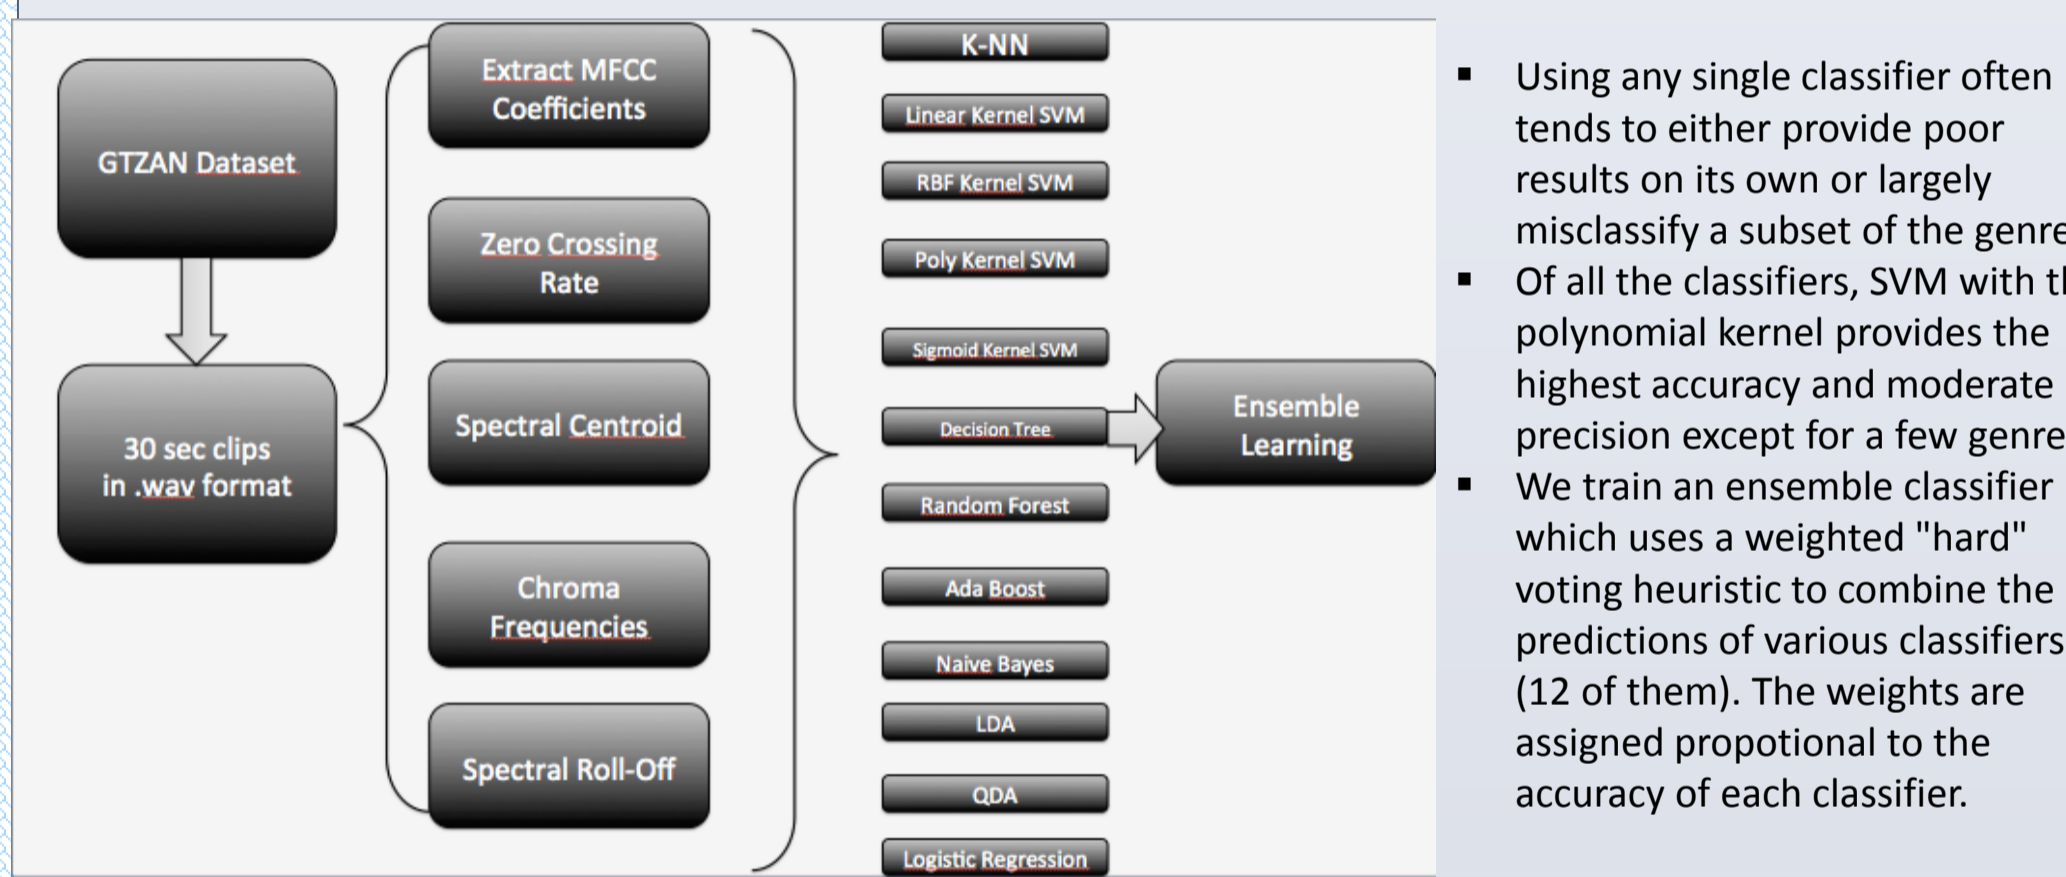 GTZAN Dataset
30 sec clips
in .wav format
Extract MFCC
Coefficients
Zero Crossing
Rate
Spectral Centroid
Chroma
Frequencies
Spectral Roll-Off
K-NN
Linear Kernel SVM
RBF Kernel SVM
Poly Kernel SVM
Sigmoid Kernel SVM
Decision Tree
Random Forest
Ada Boost
Naive Bayes
LDA
QDA
Logistic Regression
Ensemble
Learning
▪ Using any single classifier often
tends to either provide poor
results on its own or largely
misclassify a subset of the
▪ Of all the classifiers, SVM with
polynomial kernel provides the
highest accuracy and moderate
precision except for a few
▪ We train an ensemble classifier
which uses a weighted "hard"
voting heuristic to combine the
predictions of various classifiers
(12 of them). The weights are
assigned propotional to the
accuracy of each classifier.